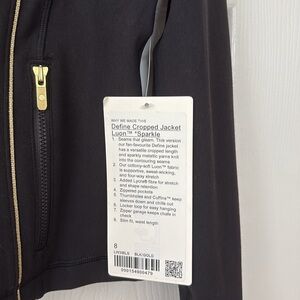 WHY WE MADE THIS
Define Cropped Jacket
Luon™ *Sparkle
1. Seams that gleam. This version
our fan-favourite Define jacket
has a versatile cropped length
and sparkly metallic yarns knit
into the contouring seams
2. Our cottony-soft Luon™ fabric
is supportive, sweat-wicking,
and four-way stretch
3. Added Lycra® fibre for stretch
and shape retention
4. Zippered pockets
5. Thumbholes and Cuffins™ keep
sleeves down and chills out
6. Locker loop for easy hanging
7. Zipper garage keeps chafe in
check
8. Slim fit, waist length
8
BLK/GOLD